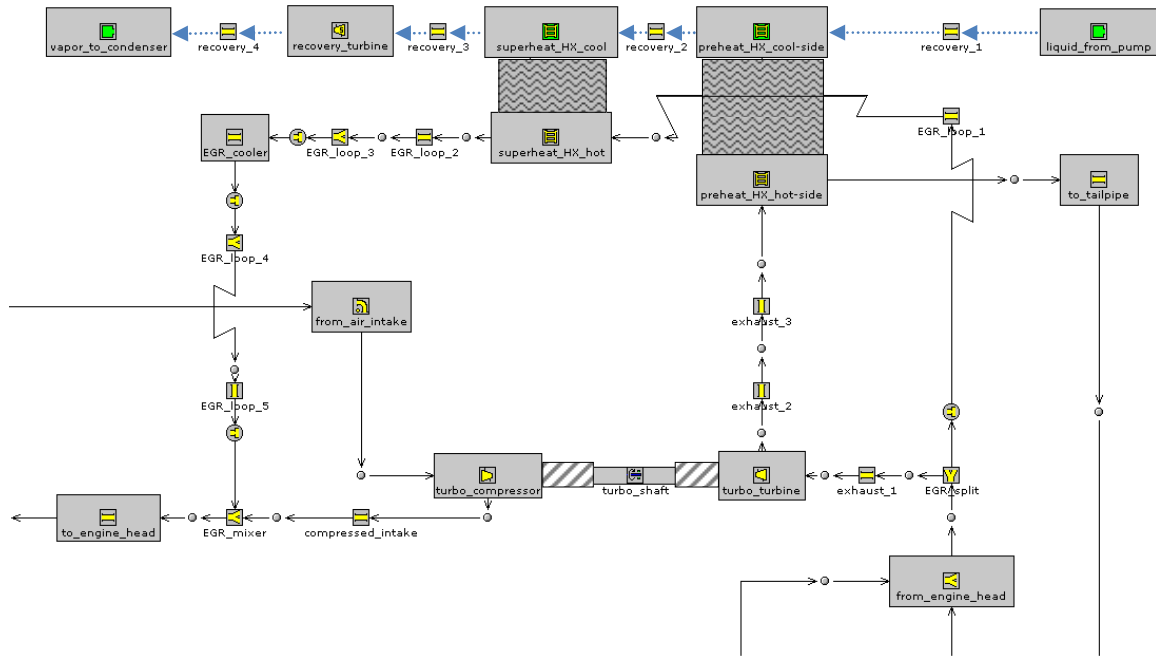 vapor_to_condenser
recovery_4
recovery_turbine
recovery_3
superheat_HX_cool
recovery_2
preheat_HX_cool-side
recovery_1
liquid_from_pump
EGR_cooler
EGR_loop_3
EGR_loop_2
superheat_HX_hot
EGR_loop_1
preheat_HX_hot-side
to_tailpipe
EGR_loop_4
from_air_intake
exhaust_3
EGR_loop_5
exhaust_2
turbo_compressor
turbo_shaft
turbo_turbine
exhaust_1
EGR_split
to_engine_head
EGR_mixer
compressed_intake
from_engine_head